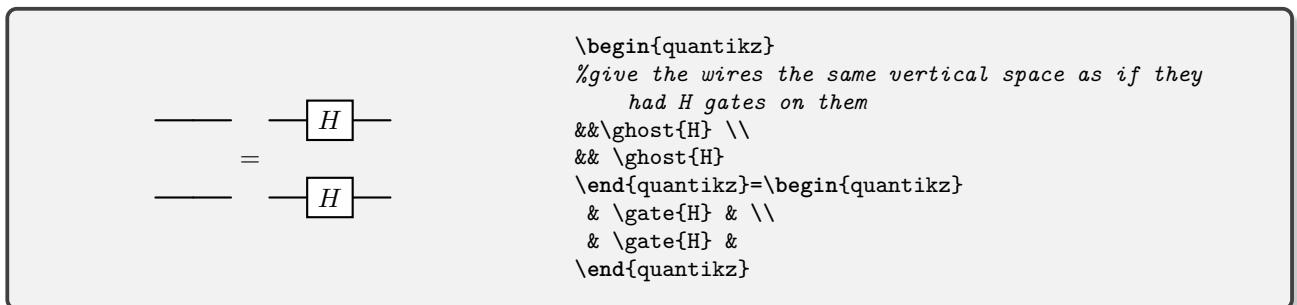 H
=
H
\begin{quantikz}
%give the wires the same vertical space as if they
had H gates on them
&&\ghost{H} \\
&& \ghost{H}
\end{quantikz}=\begin{quantikz}
& \gate{H} & \\
& \gate{H} &
\end{quantikz}